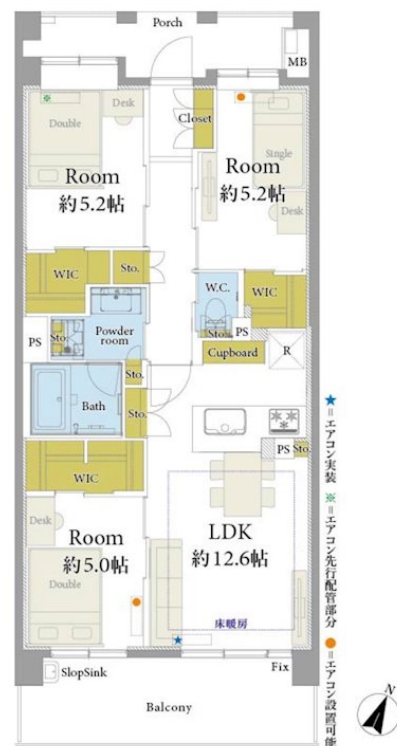 Porch
MB
Desk
Double
Closet
Room
約5.2帖
Single
Room
約5.2帖
Desk
WIC
Sto.
W.C.
WIC
Sto.
PS
PS
Sto.
Powder
room
Cupboard
R
Sto.
Bath
Sto.
PS
Sto.
WIC
Desk
Room
約5.0帖
Double
LDK
約12.6帖
床暖房
SlopSink
Fix
Balcony
★=エアコン実装
※=エアコン先行配管部分
●=エアコン設置可能
N